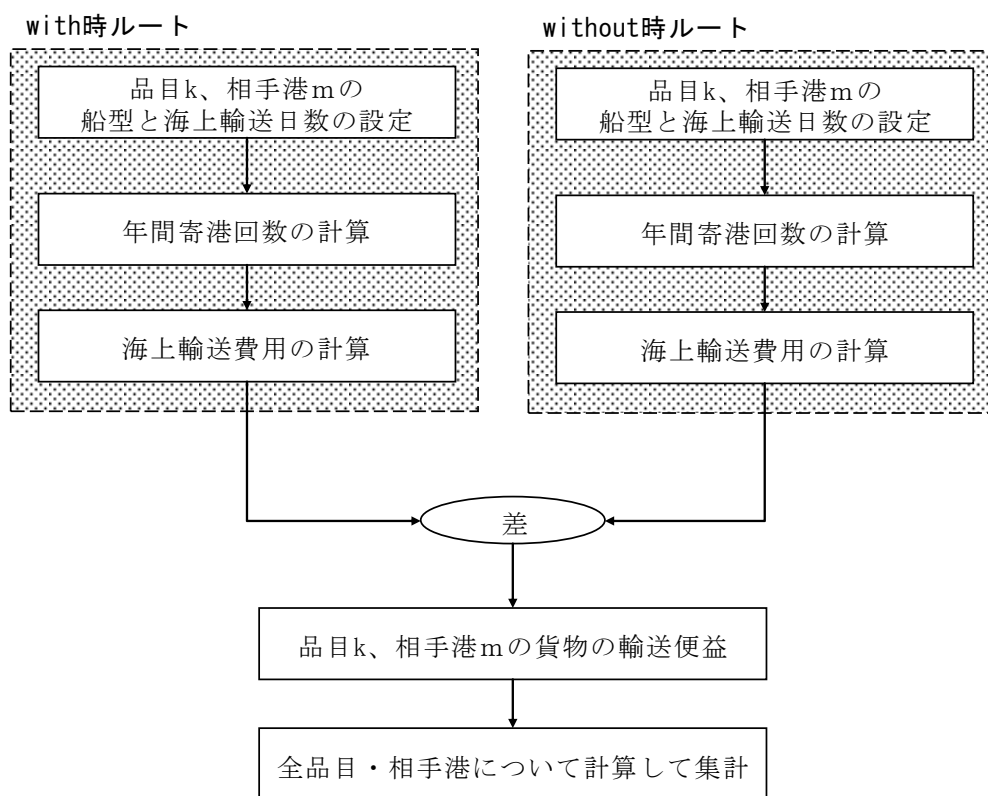 with時ルート
品目k、相手港mの
船型と海上輸送日数の設定
年間寄港回数の計算
海上輸送費用の計算
without時ルート
品目k、相手港mの
船型と海上輸送日数の設定
年間寄港回数の計算
海上輸送費用の計算
差
品目k、相手港mの貨物の輸送便益
全品目・相手港について計算して集計